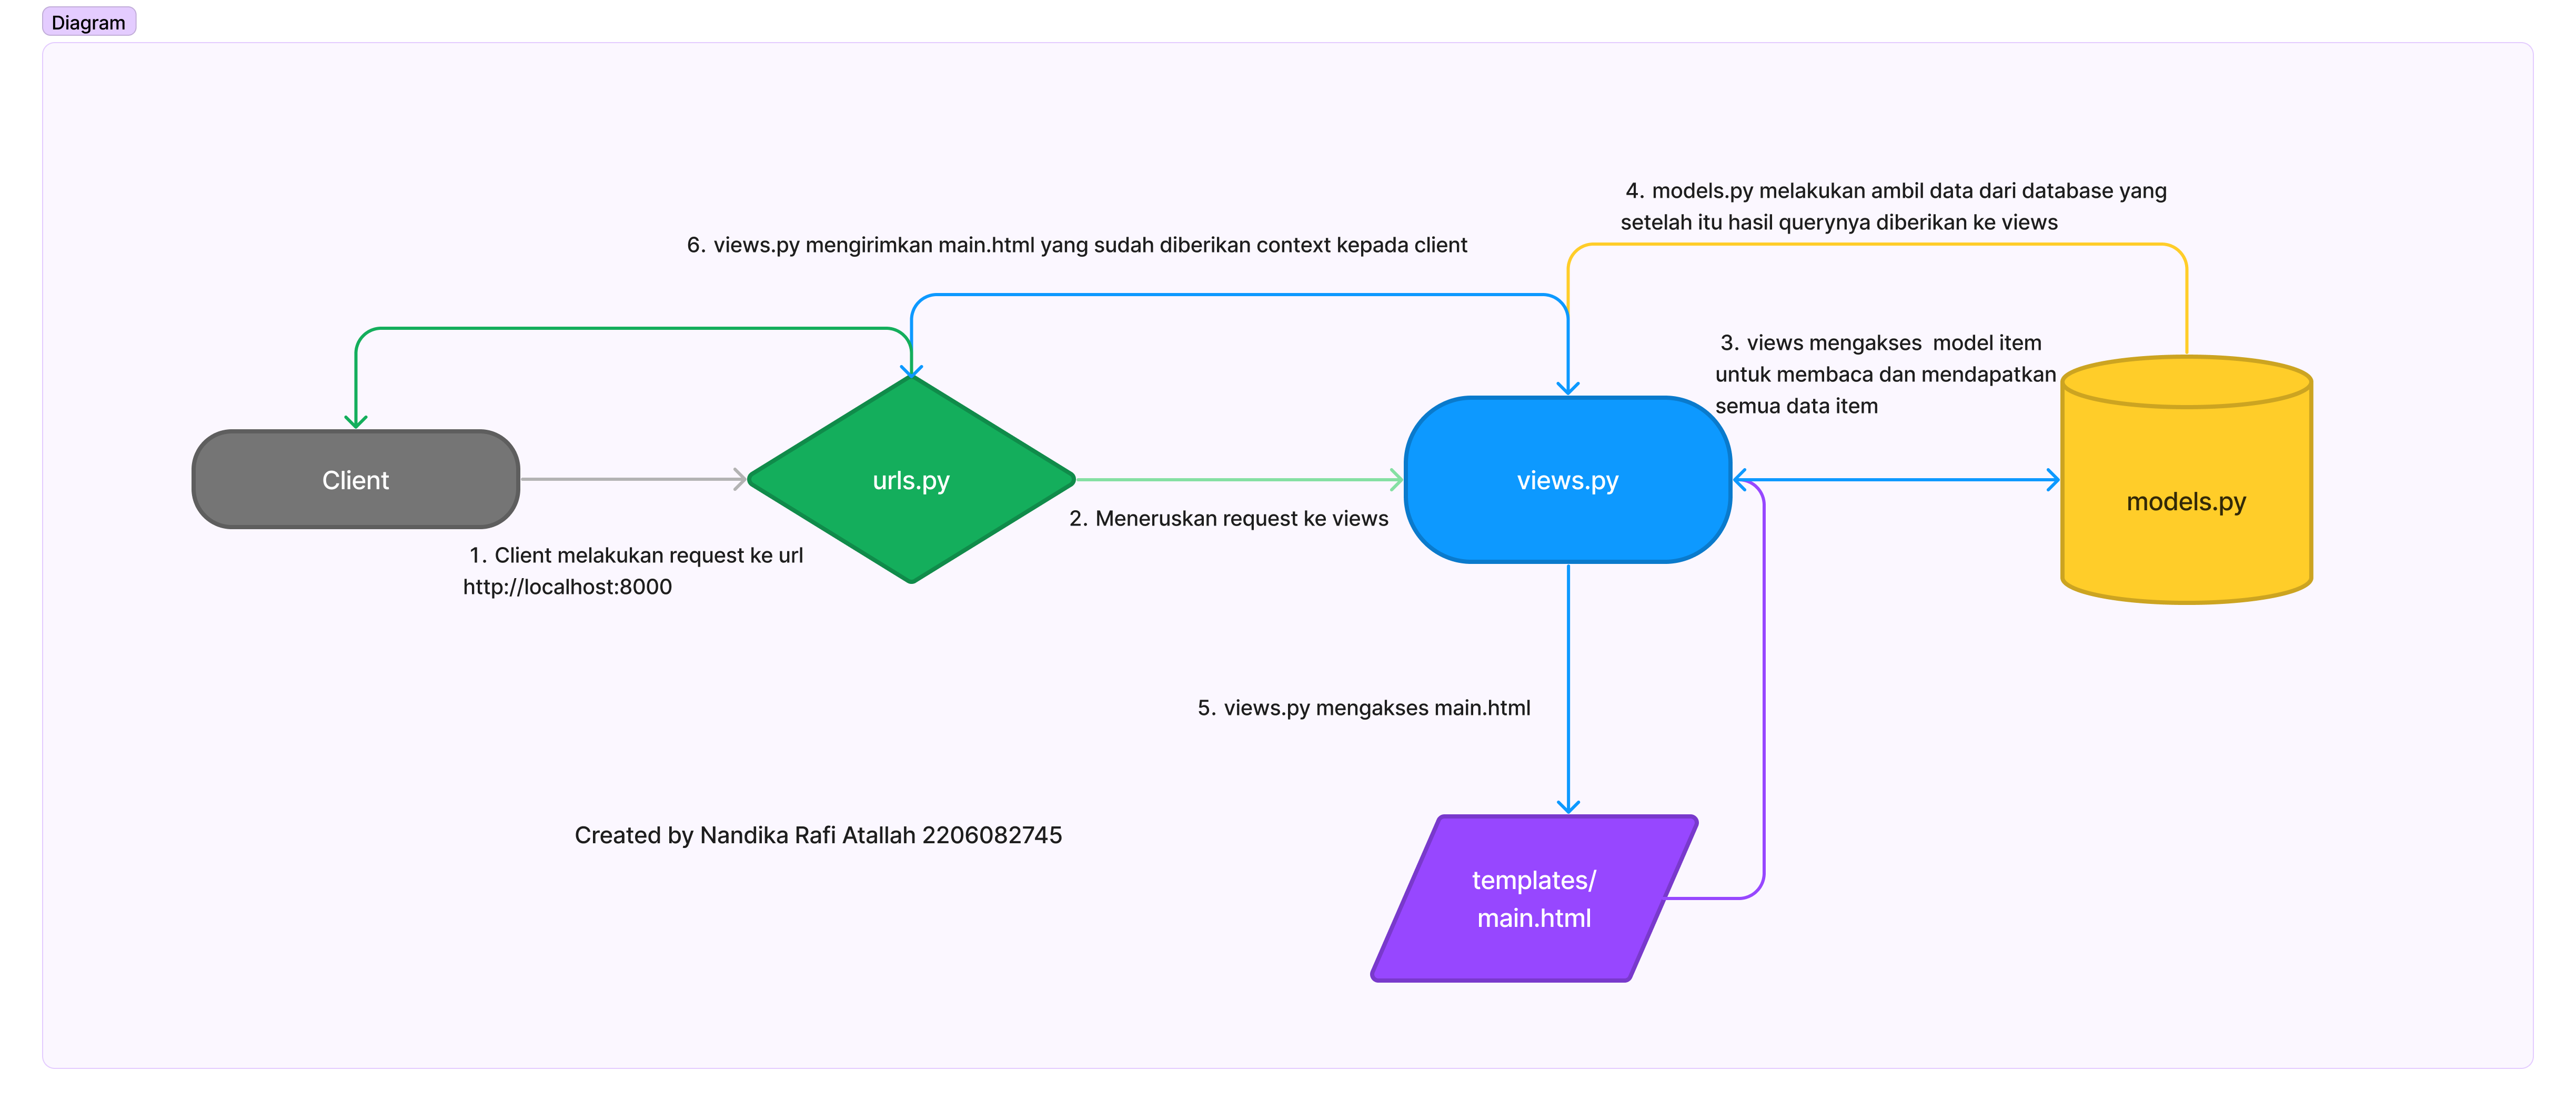 Diagram
4. models.py melakukan ambil data dari database yang
setelah itu hasil querynya diberikan ke views
6. views.py mengirimkan main.html yang sudah diberikan context kepada client
3. views mengakses  model item
untuk membaca dan mendapatkan
semua data item
Client
urls.py
views.py
models.py
2. Meneruskan request ke views
1. Client melakukan request ke url
http://localhost:8000
5. views.py mengakses main.html
Created by Nandika Rafi Atallah 2206082745
templates/
main.html